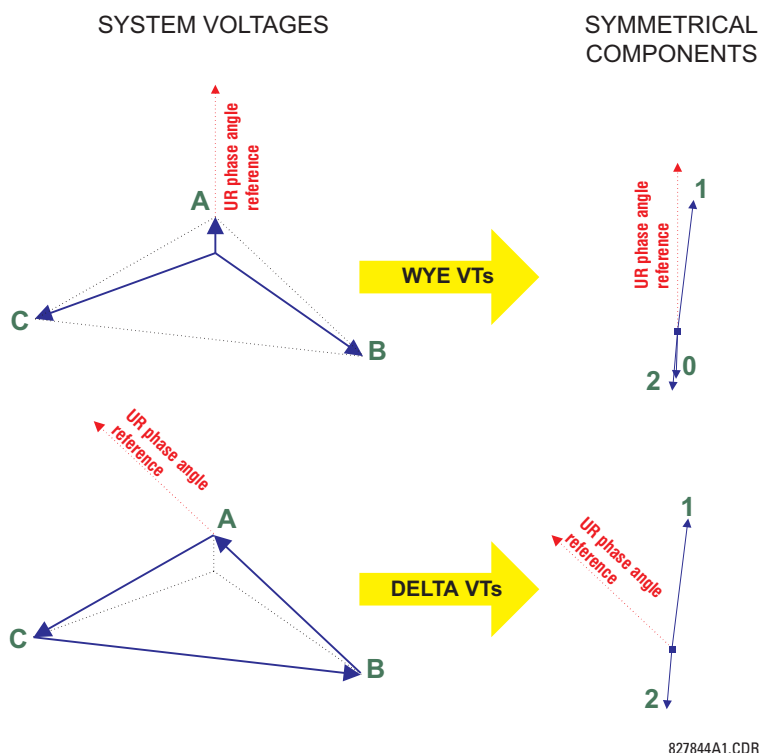 SYSTEM VOLTAGES
SYMMETRICAL
COMPONENTS
UR phase angle
reference
A
C
B
WYE VTs
UR phase angle
reference
1
2
0
UR phase angle
reference
A
C
B
DELTA VTs
UR phase angle
reference
1
2
827844A1.CDR